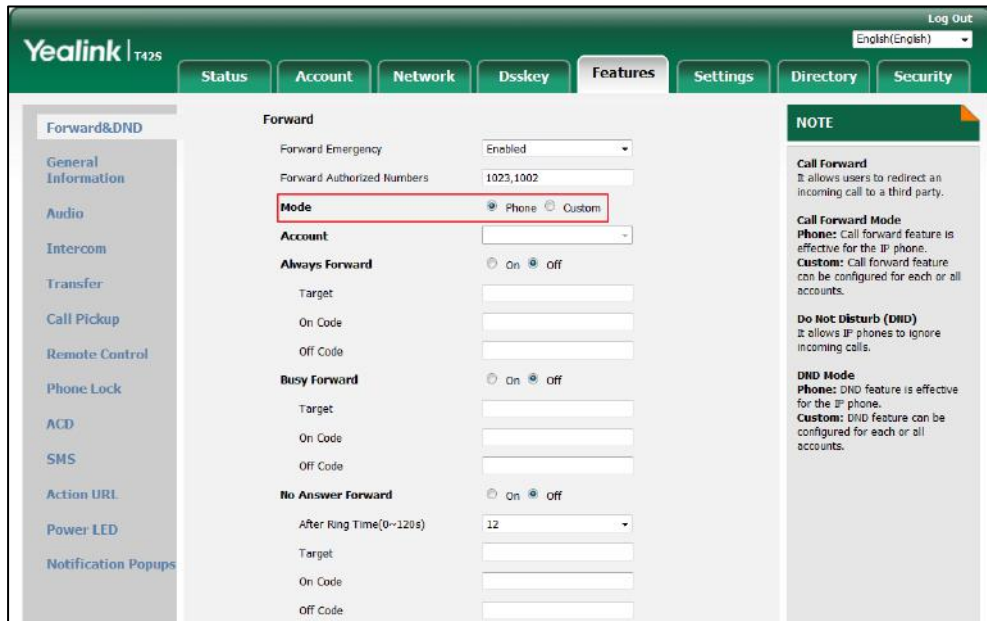 Log Out
English(English)
Yealink | T42S
Status Account Network Dsskey Features Settings Directory Security
Forward&DND
General
Information
Audio
Intercom
Transfer
Call Pickup
Remote Control
Phone Lock
ACD
SMS
Action URL
Power LED
Notification Popups
Forward
Forward Emergency Enabled
Forward Authorized Numbers 1023,1002
Mode Phone Custom
Account
Always Forward On Off
Target
On Code
Off Code
Busy Forward On Off
Target
On Code
Off Code
No Answer Forward On Off
After Ring Time(0~120s) 12
Target
On Code
Off Code
NOTE
Call Forward
It allows users to redirect an
incoming call to a third party.
Call Forward Mode
Phone: Call forward feature is
effective for the IP phone.
Custom: Call forward feature
can be configured for each or all
accounts.
Do Not Disturb (DND)
It allows IP phones to ignore
incoming calls.
DND Mode
Phone: DND feature is effective
for the IP phone.
Custom: DND feature can be
configured for each or all
accounts.